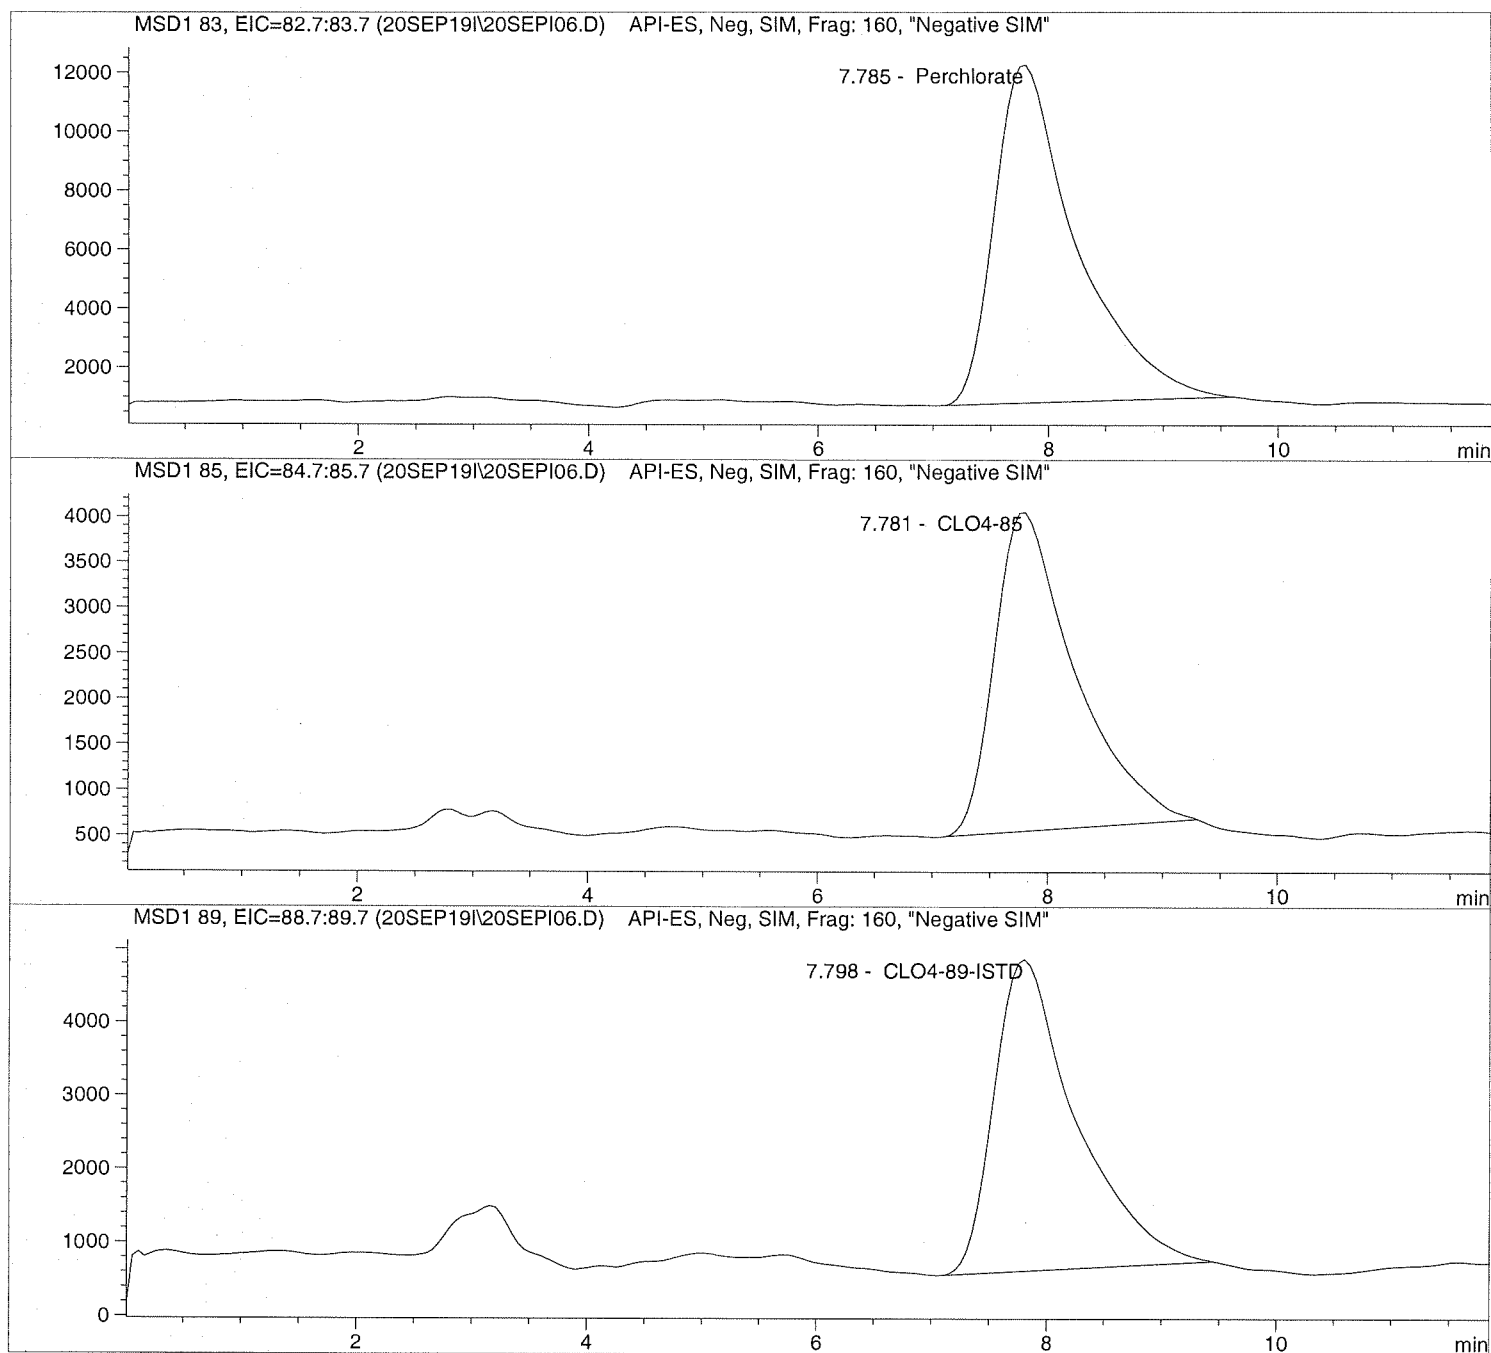 MSD1 83, EIC=82.7:83.7 (20SEP19I\20SEPI06.D) API-ES, Neg, SIM, Frag: 160, "Negative SIM"
7.785 - Perchlorate
12000
10000
8000
6000
4000
2000
2 4 6 8 10 min
MSD1 85, EIC=84.7:85.7 (20SEP19I\20SEPI06.D) API-ES, Neg, SIM, Frag: 160, "Negative SIM"
7.781 - CLO4-85
4000
3500
3000
2500
2000
1500
1000
500
2 4 6 8 10 min
MSD1 89, EIC=88.7:89.7 (20SEP19I\20SEPI06.D) API-ES, Neg, SIM, Frag: 160, "Negative SIM"
7.798 - CLO4-89-ISTD
4000
3000
2000
1000
0
2 4 6 8 10 min